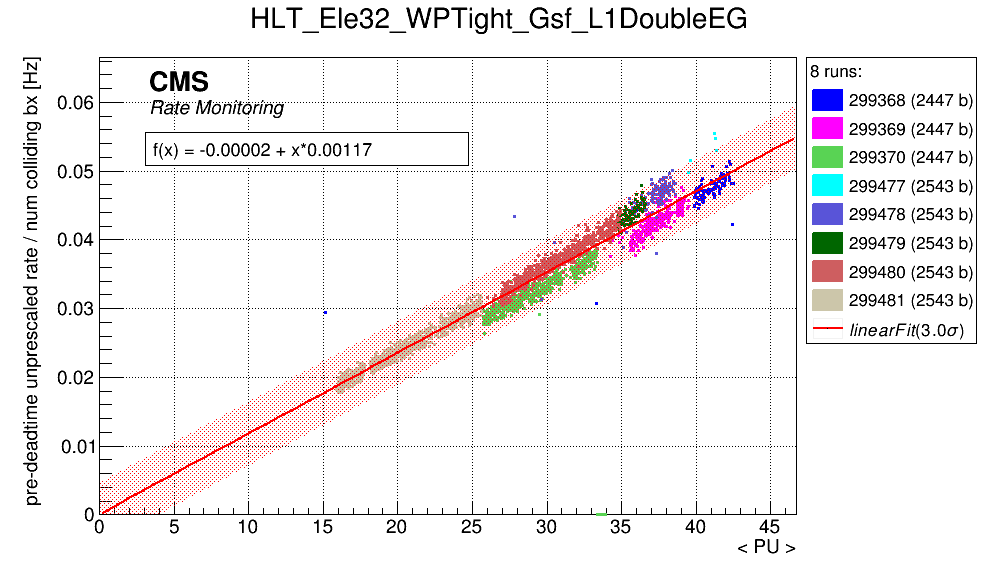 HLT_Ele32_WPTight_Gsf_L1DoubleEG
pre-deadtime unprescaled rate / num colliding bx [Hz]
CMS
Rate Monitoring
f(x) = -0.00002 + x*0.00117
0.06
0.05
0.04
0.03
0.02
0.01
0
0 5 10 15 20 25 30 35 40 45
< PU >
8 runs:
299368 (2447 b)
299369 (2447 b)
299370 (2447 b)
299477 (2543 b)
299478 (2543 b)
299479 (2543 b)
299480 (2543 b)
299481 (2543 b)
linearFit(3.0σ)